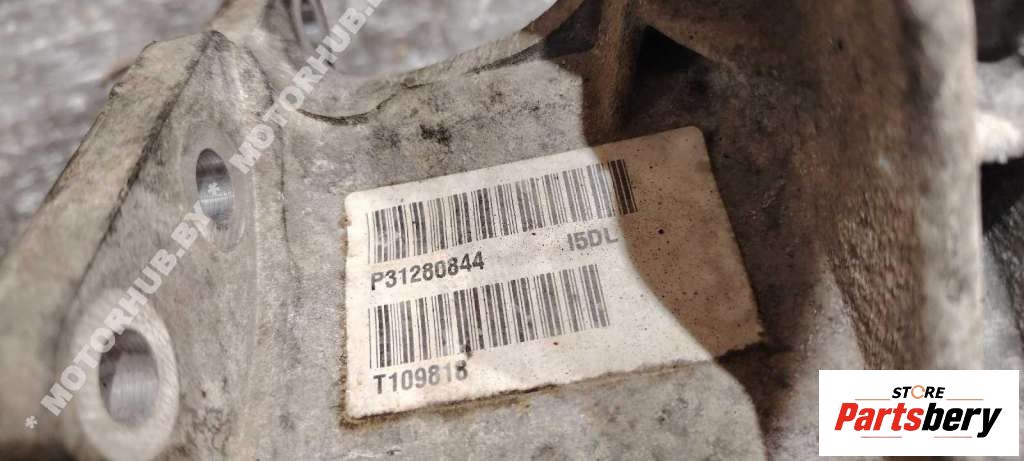 * MOTORHUB.BY
* MOTORHUB.BY
P31280844 I5DL
T109818
STORE
Partsbery